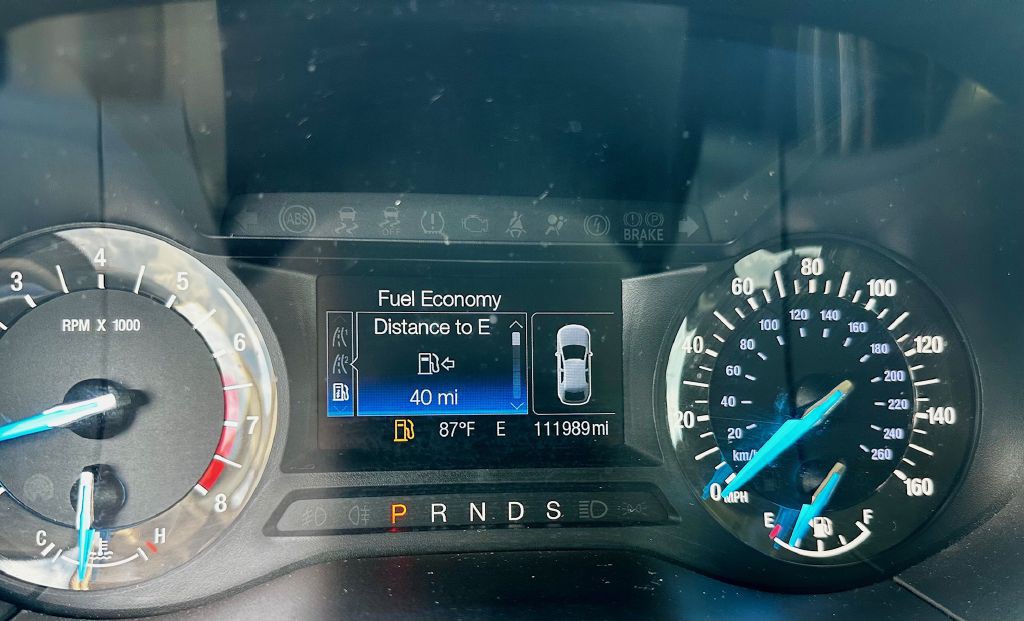 ABS
OFF
BRAKE
Fuel Economy
Distance to E
40 mi
87°F E 111989 mi
P R N D S
3 4 5 6 7 8
RPM X 1000
C H
0 20 40 60 80 100 120 140 160
MPH
20 40 60 80 100 120 140 160 180 200 220 240 260
km/h
E F